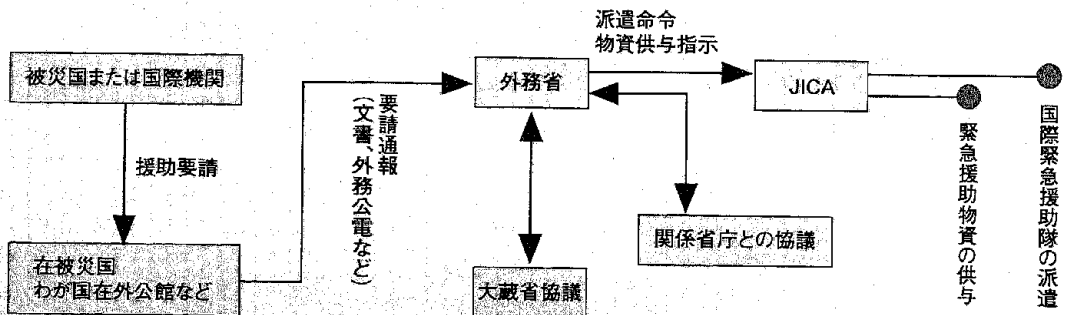 被災国または国際機関
援助要請
在被災国
わが国在外公館など
要請通報
(文書、外務公電など)
外務省
大蔵省協議
関係省庁との協議
派遣命令
物資供与指示
JICA
緊急援助物資の供与
国際緊急援助隊の派遣